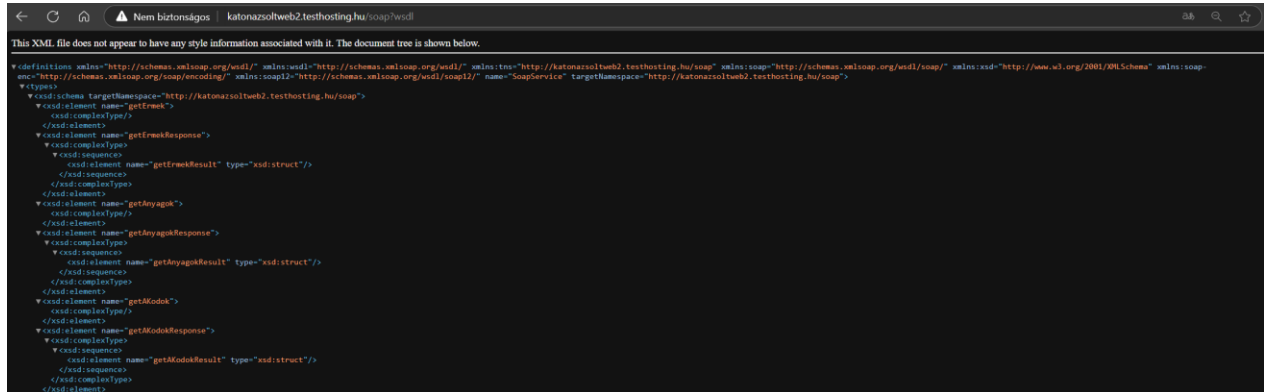 Nem biztonságos katonazsoltweb2.testhosting.hu/soap?wsdl
This XML file does not appear to have any style information associated with it. The document tree is shown below.
▼<definitions xmlns="http://schemas.xmlsoap.org/wsdl/" xmlns:wsdl="http://schemas.xmlsoap.org/wsdl/" xmlns:tns="http://katonazsoltweb2.testhosting.hu/soap" xmlns:soap="http://schemas.xmlsoap.org/wsdl/soap/" xmlns:xsd="http://www.w3.org/2001/XMLSchema" xmlns:soap-
enc="http://schemas.xmlsoap.org/soap/encoding/" xmlns:soap12="http://schemas.xmlsoap.org/wsdl/soap12/" name="SoapService" targetNamespace="http://katonazsoltweb2.testhosting.hu/soap">
▼<types>
▼<xsd:schema targetNamespace="http://katonazsoltweb2.testhosting.hu/soap">
▼<xsd:element name="getErmek">
<xsd:complexType/>
</xsd:element>
▼<xsd:element name="getErmekResponse">
▼<xsd:complexType>
▼<xsd:sequence>
<xsd:element name="getErmekResult" type="xsd:struct"/>
</xsd:sequence>
</xsd:complexType>
</xsd:element>
▼<xsd:element name="getAnyagok">
<xsd:complexType/>
</xsd:element>
▼<xsd:element name="getAnyagokResponse">
▼<xsd:complexType>
▼<xsd:sequence>
<xsd:element name="getAnyagokResult" type="xsd:struct"/>
</xsd:sequence>
</xsd:complexType>
</xsd:element>
▼<xsd:element name="getAKodok">
<xsd:complexType/>
</xsd:element>
▼<xsd:element name="getAKodokResponse">
▼<xsd:complexType>
▼<xsd:sequence>
<xsd:element name="getAKodokResult" type="xsd:struct"/>
</xsd:sequence>
</xsd:complexType>
</xsd:element>